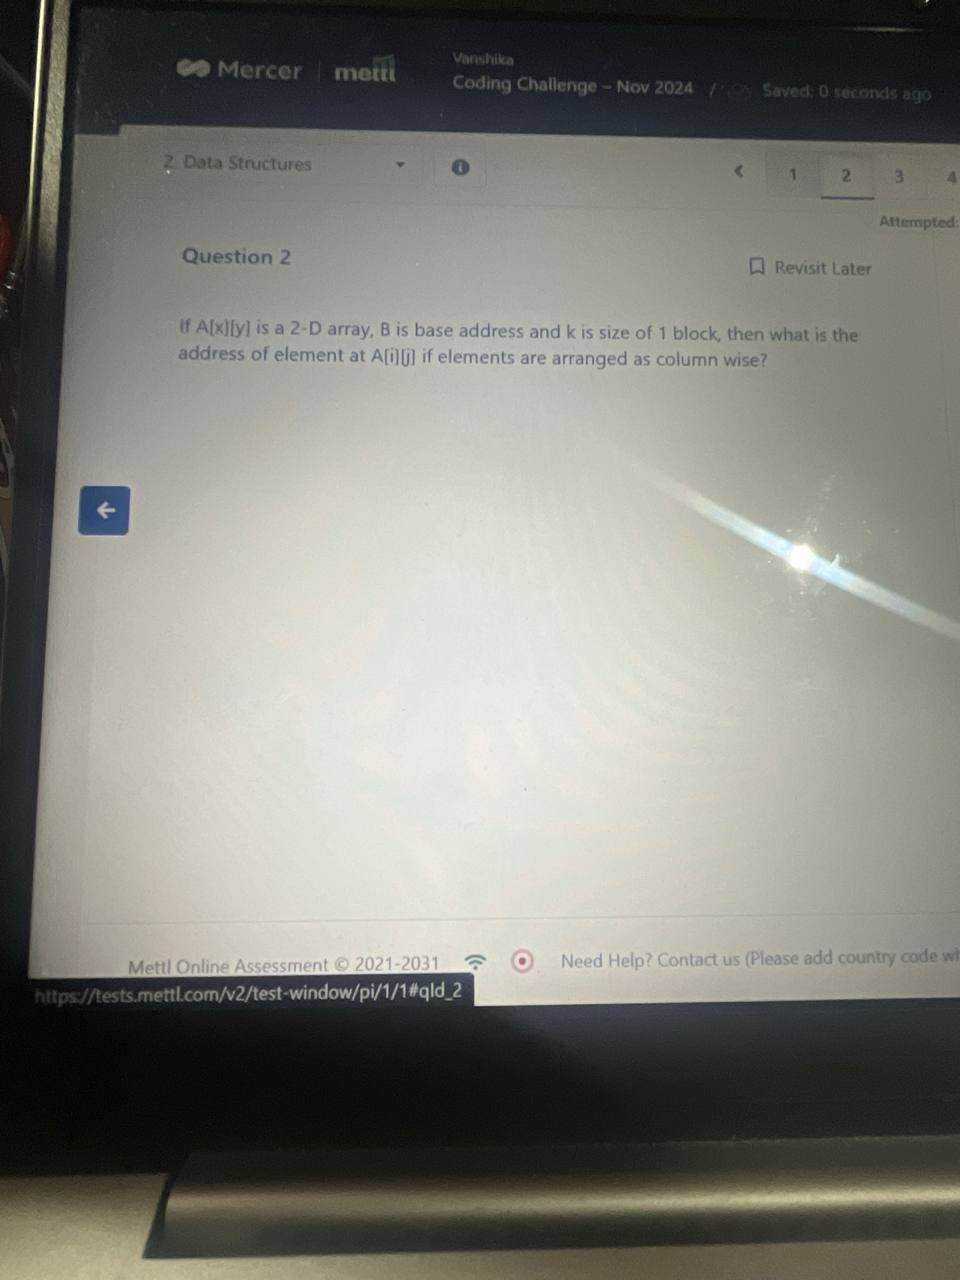 Mercer | mettl
Vanshika
Coding Challenge – Nov 2024 /
Saved: 0 seconds ago
2. Data Structures
1 2 3 4
Attempted:
Question 2
Revisit Later
If A[x][y] is a 2-D array, B is base address and k is size of 1 block, then what is the
address of element at A[i][j] if elements are arranged as column wise?
Mettl Online Assessment © 2021-2031
Need Help? Contact us (Please add country code
https://tests.mettl.com/v2/test-window/pi/1/1#qId_2